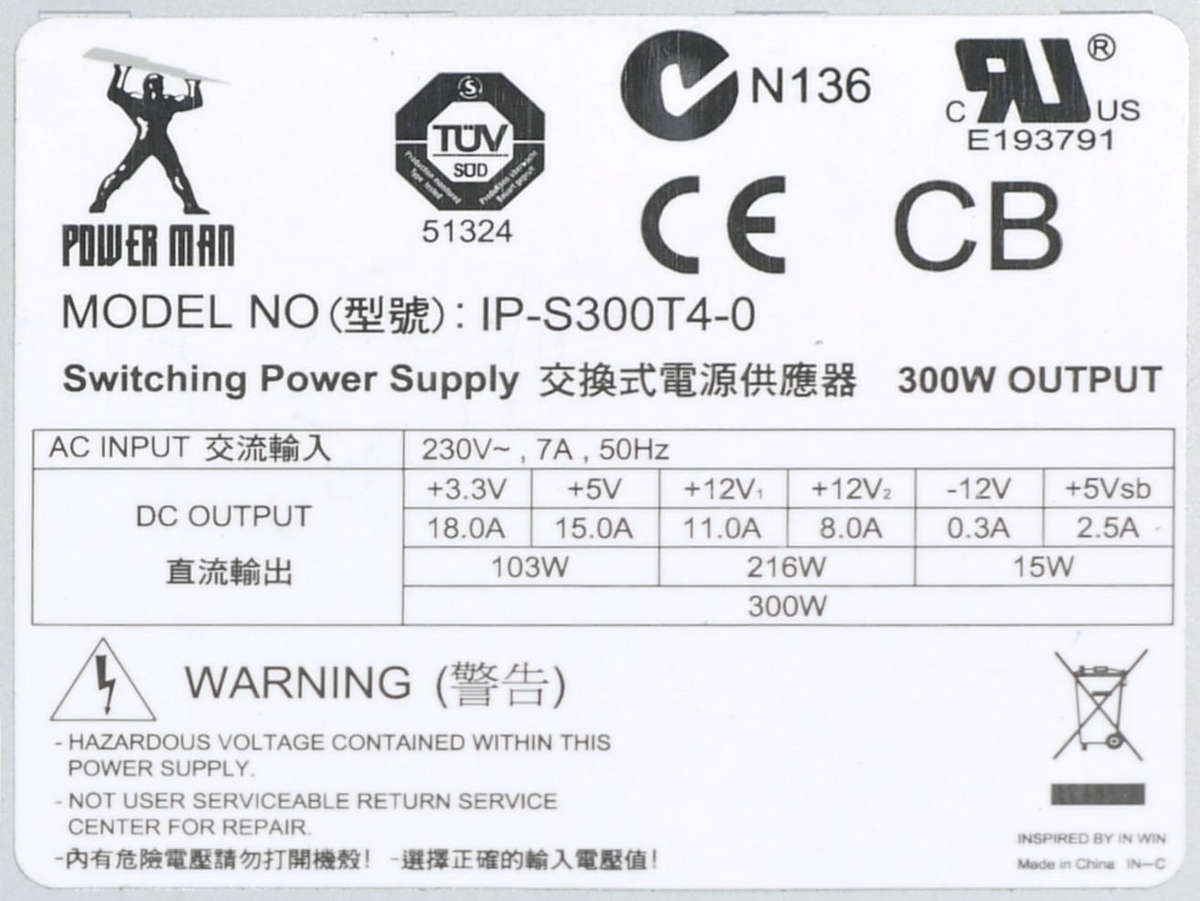 POWER MAN
S
TÜV
SÜD
51324
N136
C UR ® US
E193791
CE
CB
MODEL NO (型號) : IP-S300T4-0
Switching Power Supply 交換式電源供應器 300W OUTPUT
AC INPUT 交流輸入 230V~ , 7A , 50Hz
DC OUTPUT
直流輸出
+3.3V +5V +12V₁ +12V₂ -12V +5Vsb
18.0A 15.0A 11.0A 8.0A 0.3A 2.5A
103W 216W 15W
300W
WARNING (警告)
- HAZARDOUS VOLTAGE CONTAINED WITHIN THIS
POWER SUPPLY.
- NOT USER SERVICEABLE RETURN SERVICE
CENTER FOR REPAIR.
-內有危險電壓請勿打開機殼! -選擇正確的輸入電壓值!
INSPIRED BY IN WIN
Made in China IN-C